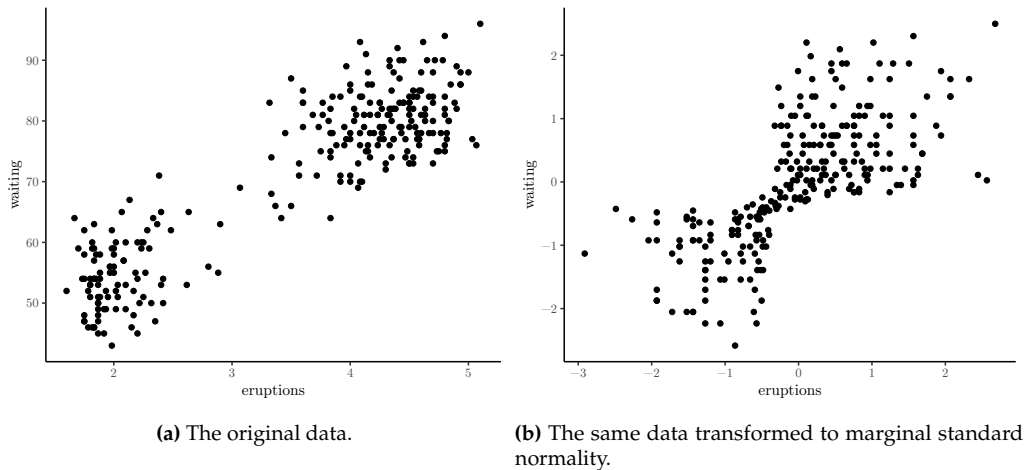 90
80
70
60
50
waiting
2
3
4
5
eruptions
2
1
0
−1
−2
waiting
−3
−2
−1
0
1
2
eruptions
(a) The original data.
(b) The same data transformed to marginal standard
normality.